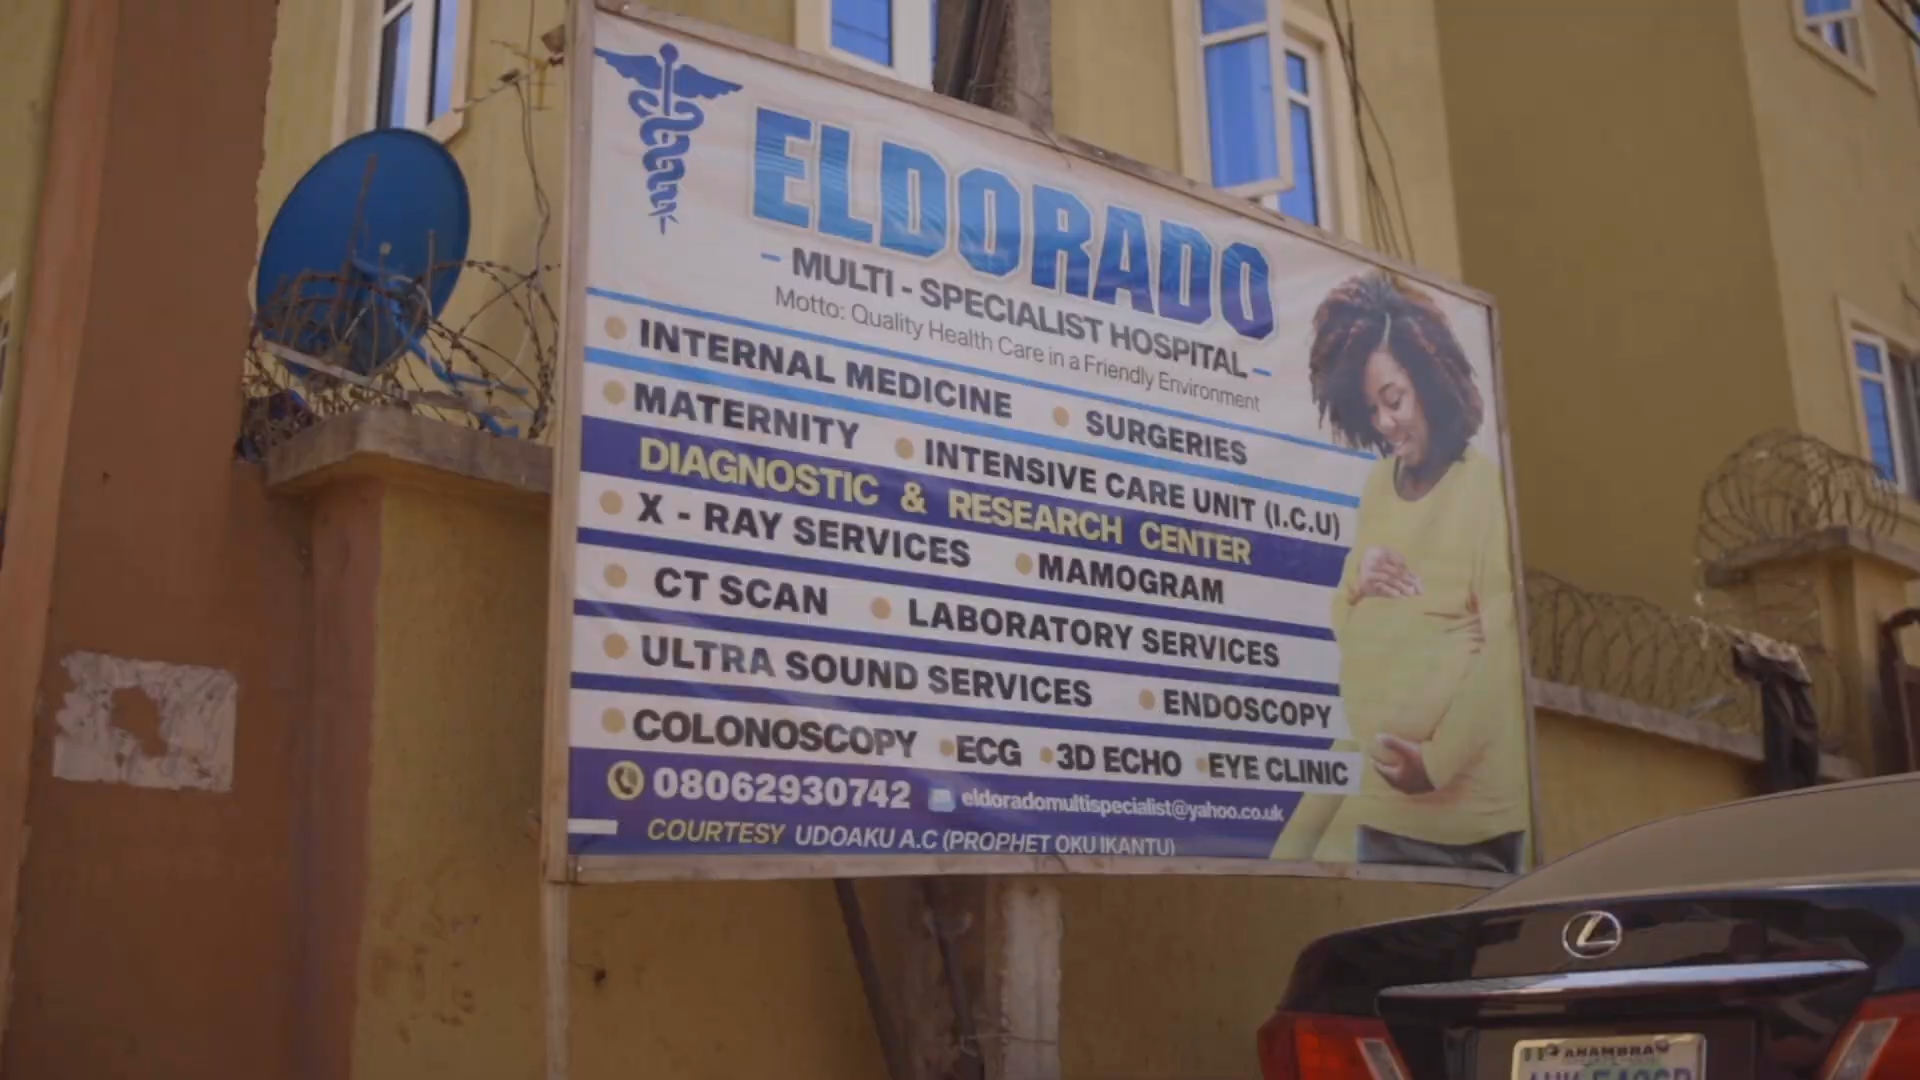 ELDORADO
- MULTI - SPECIALIST HOSPITAL -
Motto: Quality Health Care in a Friendly Environment
INTERNAL MEDICINE SURGERIES
MATERNITY INTENSIVE CARE UNIT (I.C.U)
DIAGNOSTIC & RESEARCH CENTER
X - RAY SERVICES MAMOGRAM
CT SCAN LABORATORY SERVICES
ULTRA SOUND SERVICES ENDOSCOPY
COLONOSCOPY ECG 3D ECHO EYE CLINIC
08062930742 eldoradomultispecialist@yahoo.co.uk
COURTESY UDOAKU A.C (PROPHET OKU IKANTU)
ANAMBRA